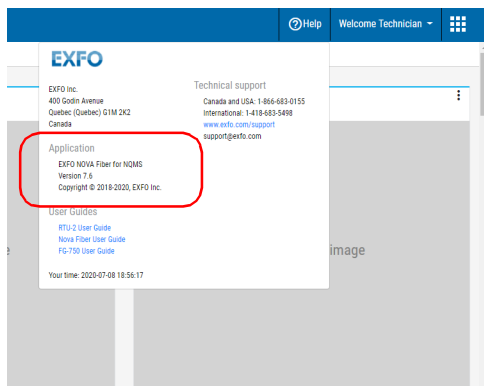 Help
Welcome Technician
EXFO
EXFO Inc.
400 Godin Avenue
Quebec (Quebec) G1M 2K2
Canada
Technical support
Canada and USA: 1-866-683-0155
International: 1-418-683-5498
www.exfo.com/support
support@exfo.com
Application
EXFO NOVA Fiber for NQMS
Version 7.6
Copyright © 2018-2020, EXFO Inc.
User Guides
RTU-2 User Guide
Nova Fiber User Guide
FG-750 User Guide
Your time: 2020-07-08 18:56:17
image